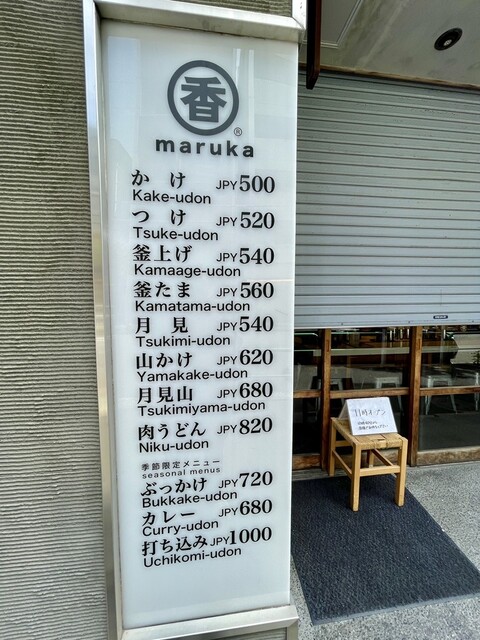 香
®
maruka
かけ JPY500
Kake-udon
つけ JPY520
Tsuke-udon
釜上げ JPY540
Kamaage-udon
釜たま JPY560
Kamatama-udon
月見 JPY540
Tsukimi-udon
山かけ JPY620
Yamakake-udon
月見山 JPY680
Tsukimiyama-udon
肉うどん JPY820
Niku-udon
季節限定メニュー
seasonal menus
ぶっかけ JPY720
Bukkake-udon
カレー JPY680
Curry-udon
打ち込み JPY1000
Uchikomi-udon